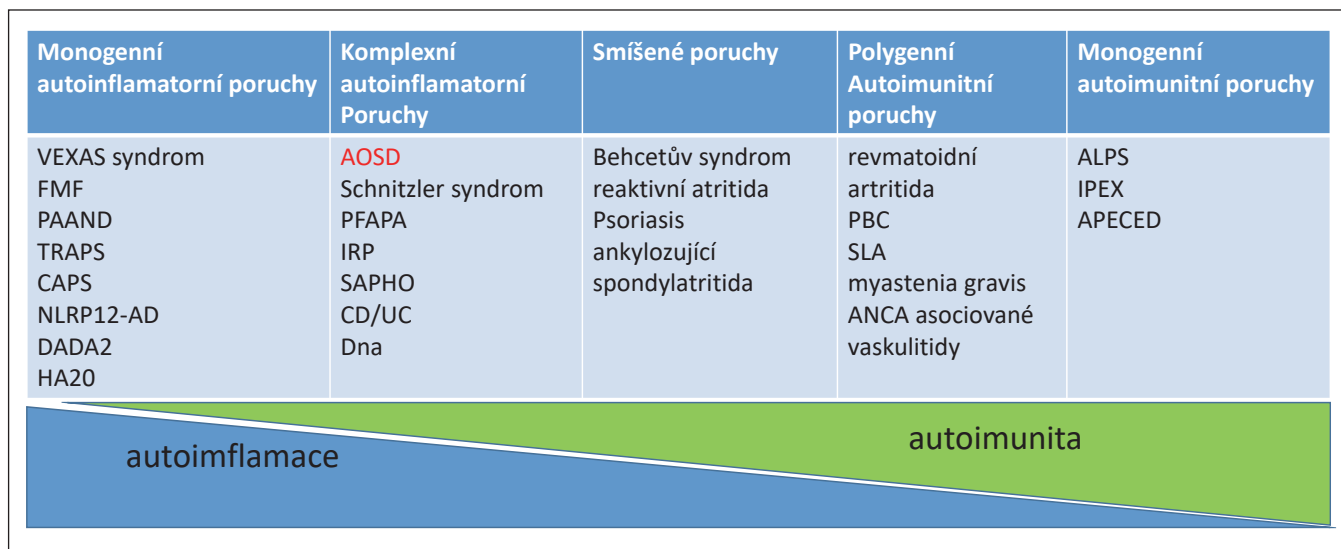 Monogenní
autoinflamatorní poruchy
Komplexní
autoinflamatorní
Poruchy
Smíšené poruchy
Polygenní
Autoimunitní
poruchy
Monogenní
autoimunitní poruchy
VEXAS syndrom
FMF
PAAND
TRAPS
CAPS
NLRP12-AD
DADA2
HA20
AOSD
Schnitzler syndrom
PFAPA
IRP
SAPHO
CD/UC
Dna
Behcetův syndrom
reaktivní atritida
Psoriasis
ankylozující
spondylatritida
revmatoidní
artritida
PBC
SLA
myastenia gravis
ANCA asociované
vaskulitidy
ALPS
IPEX
APECED
autoimflamace
autoimunita